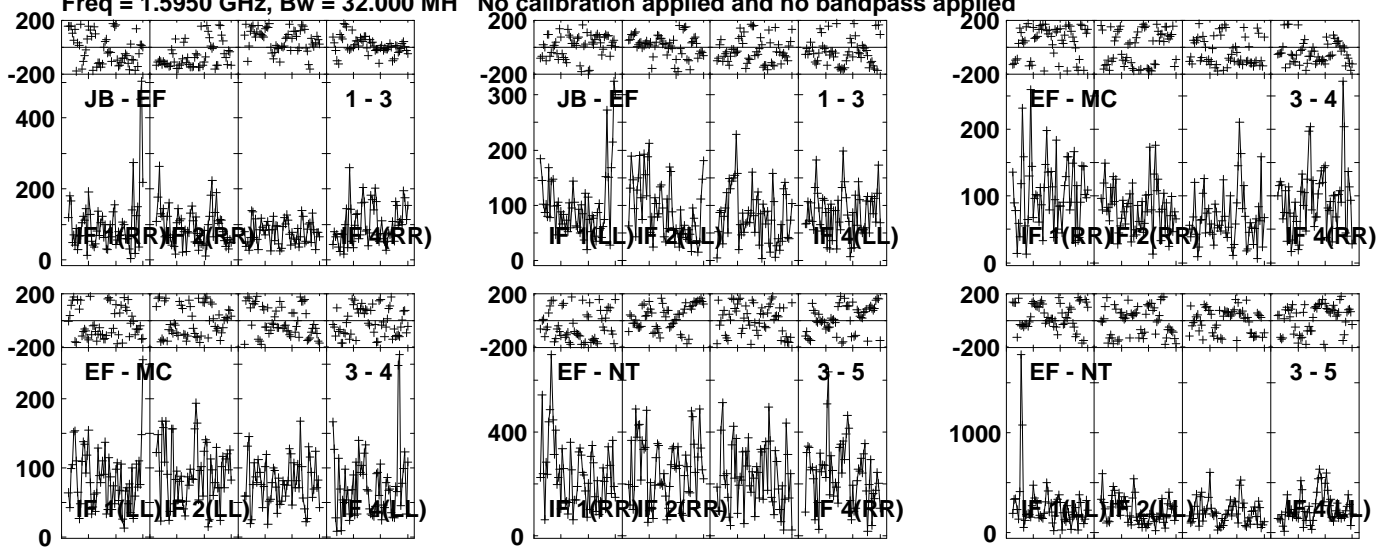 Freq = 1.5950 GHz, Bw = 32.000 MH No calibration applied and no bandpass applied
200
-200
400
200
0
JB - EF 1 - 3
IF 1(RR) IF 2(RR) IF 4(RR)
200
-200
300
200
100
0
JB - EF 1 - 3
IF 1(LL) IF 2(LL) IF 4(LL)
200
-200
200
100
0
EF - MC 3 - 4
IF 1(RR) IF 2(RR) IF 4(RR)
200
-200
200
100
0
EF - MC 3 - 4
IF 1(LL) IF 2(LL) IF 4(LL)
200
-200
400
0
EF - NT 3 - 5
IF 1(RR) IF 2(RR) IF 4(RR)
200
-200
1000
0
EF - NT 3 - 5
IF 1(LL) IF 2(LL) IF 4(LL)